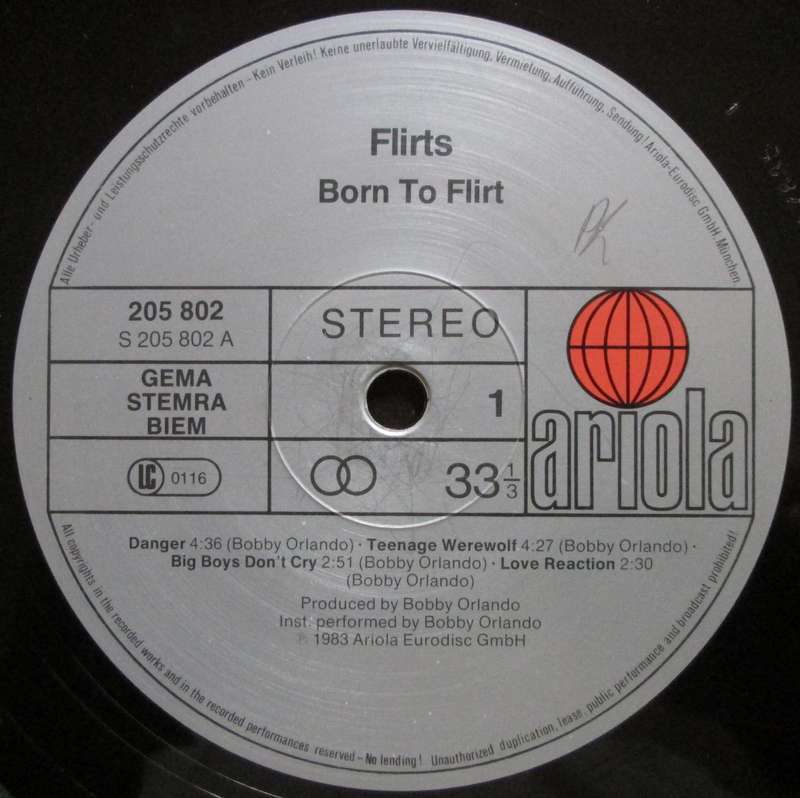 Alle Urheber- und Leistungsschutzrechte vorbehalten – Kein Verleih! Keine unerlaubte Vervielfältigung, Vermietung, Aufführung, Sendung! Ariola-Eurodisc GmbH, München.
Flirts
Born To Flirt
205 802
S 205 802 A
STEREO
GEMA
STEMRA
BIEM
1
LC 0116
33 1/3
ariola
Danger 4:36 (Bobby Orlando) · Teenage Werewolf 4:27 (Bobby Orlando) ·
Big Boys Don't Cry 2:51 (Bobby Orlando) · Love Reaction 2:30
(Bobby Orlando)
Produced by Bobby Orlando
Inst. performed by Bobby Orlando
℗ 1983 Ariola Eurodisc GmbH
All copyrights in the recorded works and in the recorded performances reserved – No lending! Unauthorized duplication, lease, public performance and broadcast prohibited!